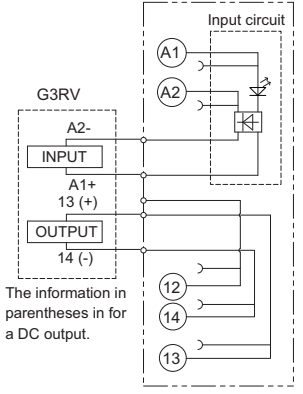 Input circuit
A1
A2
G3RV
A2-
INPUT
A1+
13 (+)
OUTPUT
14 (-)
The information in
parentheses in for
a DC output.
12
14
13